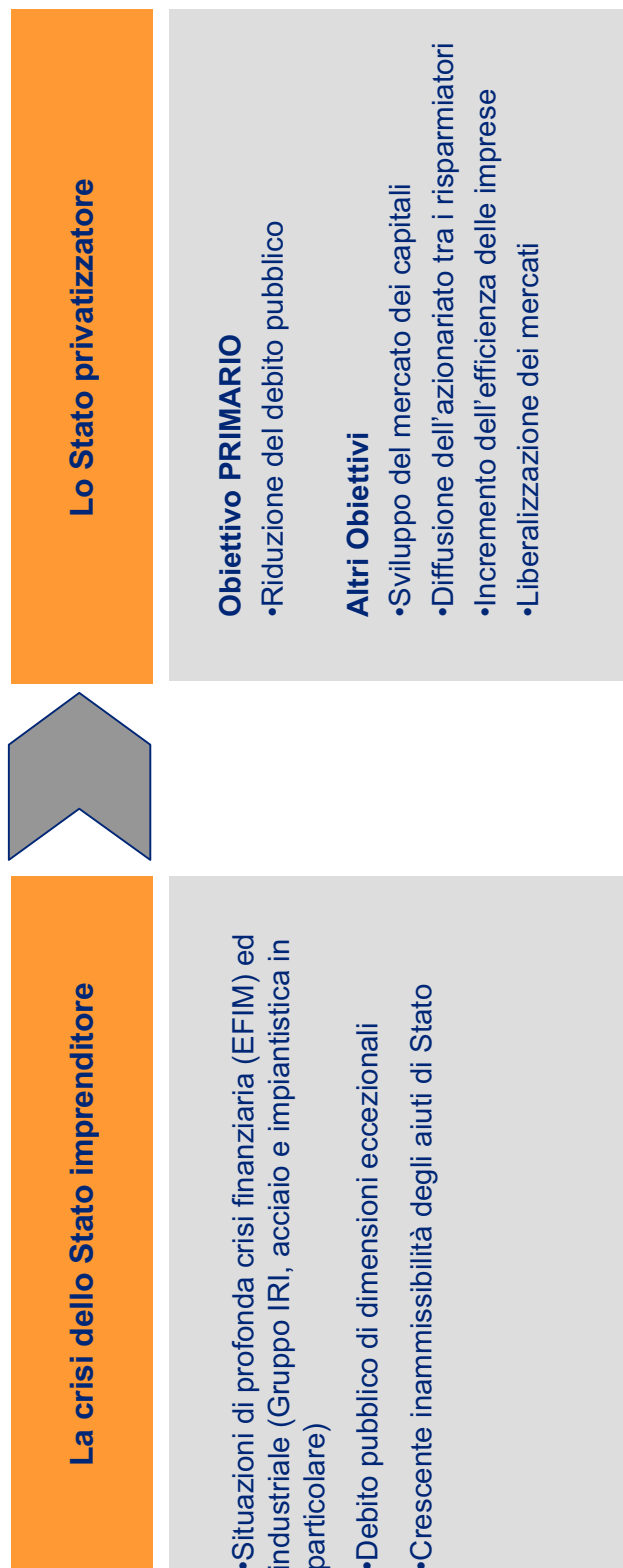 La crisi dello Stato imprenditore
•Situazioni di profonda crisi finanziaria (EFIM) ed
industriale (Gruppo IRI, acciaio e impiantistica in
particolare)
•Debito pubblico di dimensioni eccezionali
•Crescente inammissibilità degli aiuti di Stato
Lo Stato privatizzatore
Obiettivo PRIMARIO
•Riduzione del debito pubblico
Altri Obiettivi
•Sviluppo del mercato dei capitali
•Diffusione dell’azionariato tra i risparmiatori
•Incremento dell’efficienza delle imprese
•Liberalizzazione dei mercati